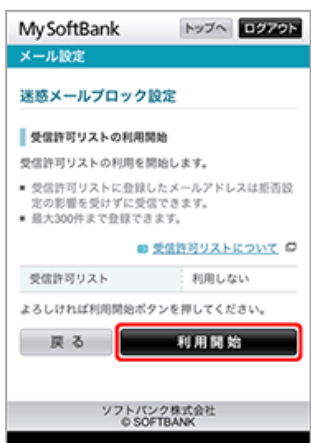 My SoftBank
トップへ
ログアウト
メール設定
迷惑メールブロック設定
受信許可リストの利用開始
受信許可リストの利用を開始します。
■ 受信許可リストに登録したメールアドレスは拒否設
定の影響を受けずに受信できます。
■ 最大300件まで登録できます。
受信許可リストについて
受信許可リスト 利用しない
よろしければ利用開始ボタンを押してください。
戻る
利用開始
ソフトバンク株式会社
© SOFTBANK